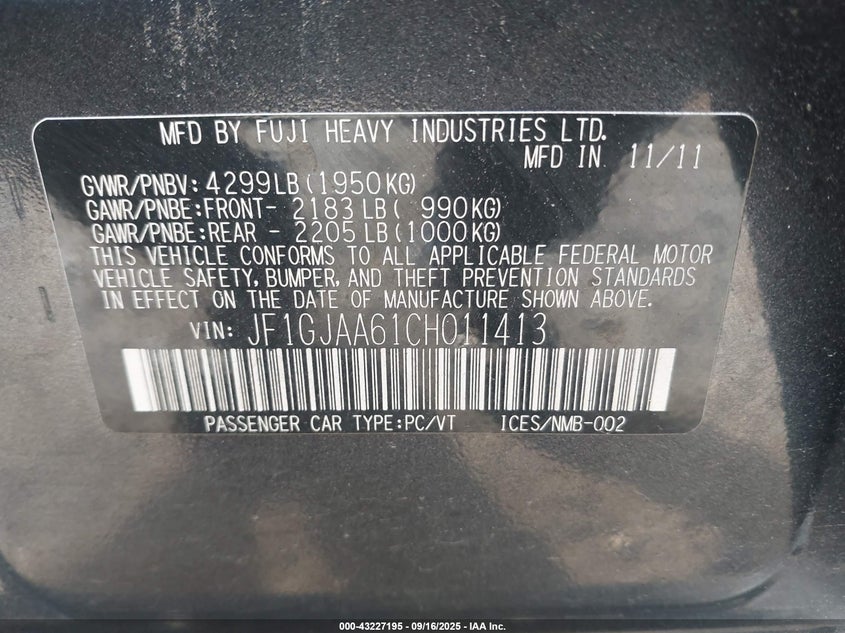 MFD BY FUJI HEAVY INDUSTRIES LTD.
MFD IN 11/11
GVWR/PNBV: 4299LB (1950KG)
GAWR/PNBE: FRONT- 2183 LB ( 990KG)
GAWR/PNBE: REAR - 2205 LB (1000KG)
THIS VEHICLE CONFORMS TO ALL APPLICABLE FEDERAL MOTOR
VEHICLE SAFETY, BUMPER, AND THEFT PREVENTION STANDARDS
IN EFFECT ON THE DATE OF MANUFACTURE SHOWN ABOVE.
VIN: JF1GJAA61CH011413
PASSENGER CAR TYPE:PC/VT ICES/NMB-002
000-43227195 - 09/16/2025 - IAA Inc.